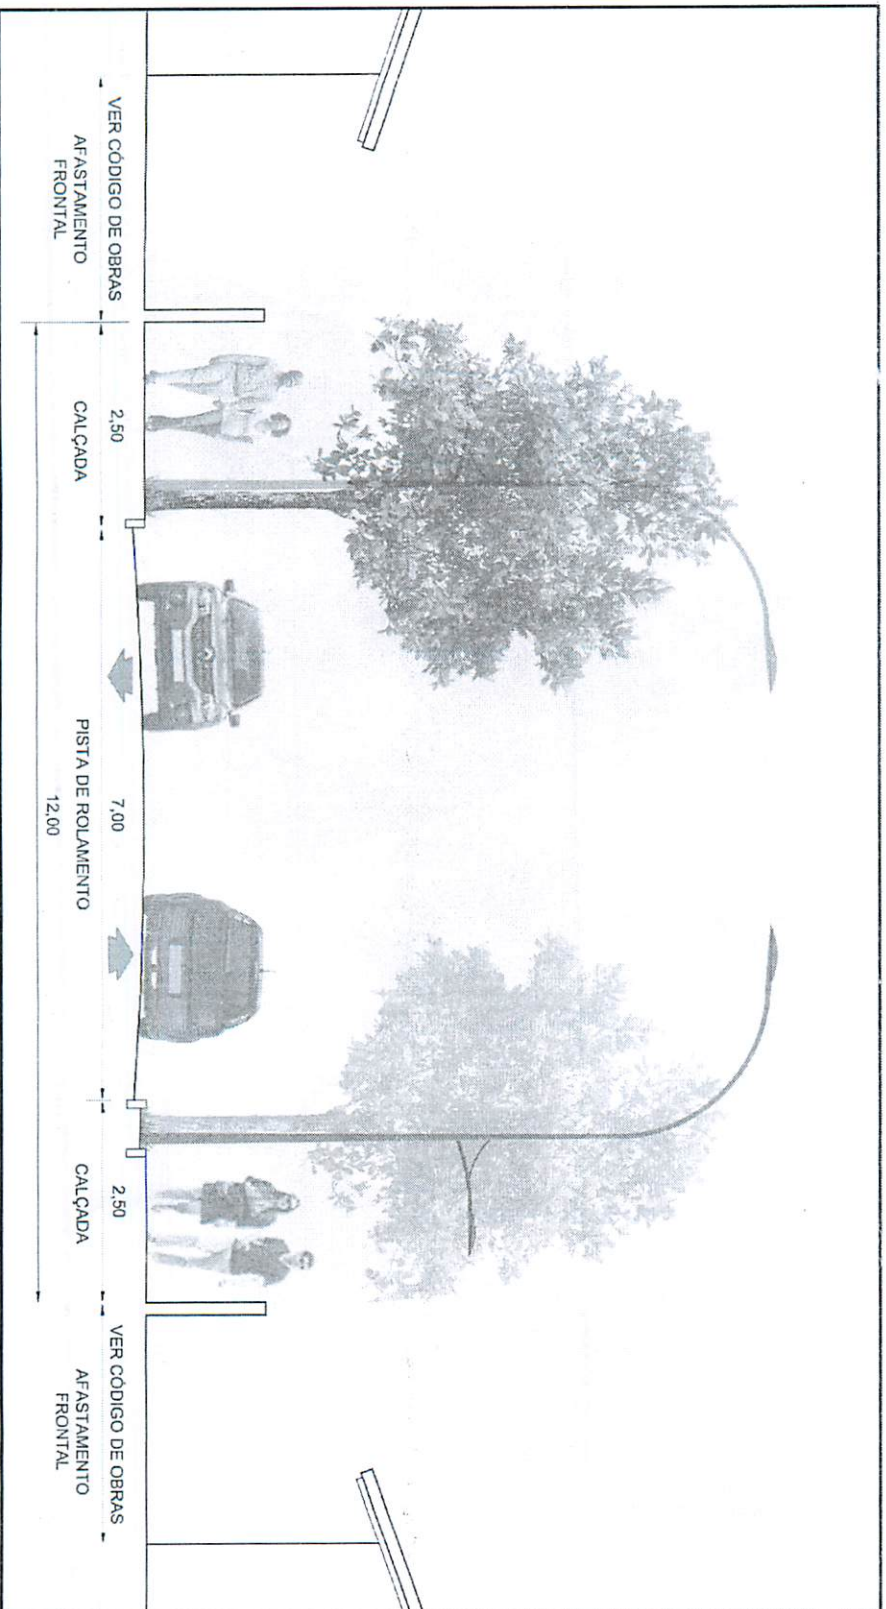 VER CÓDIGO DE OBRAS
AFASTAMENTO
FRONTAL
2,50
CALÇADA
7,00
PISTA DE ROLAMENTO
12,00
2,50
CALÇADA
VER CÓDIGO DE OBRAS
AFASTAMENTO
FRONTAL